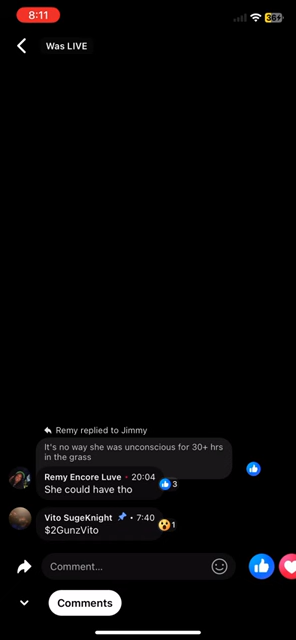 8:11
36
Was LIVE
Remy replied to Jimmy
It's no way she was unconscious for 30+ hrs
in the grass
Remy Encore Luve • 20:04
She could have tho
3
Vito SugeKnight • 7:40
$2GunzVito
1
Comment...
Comments